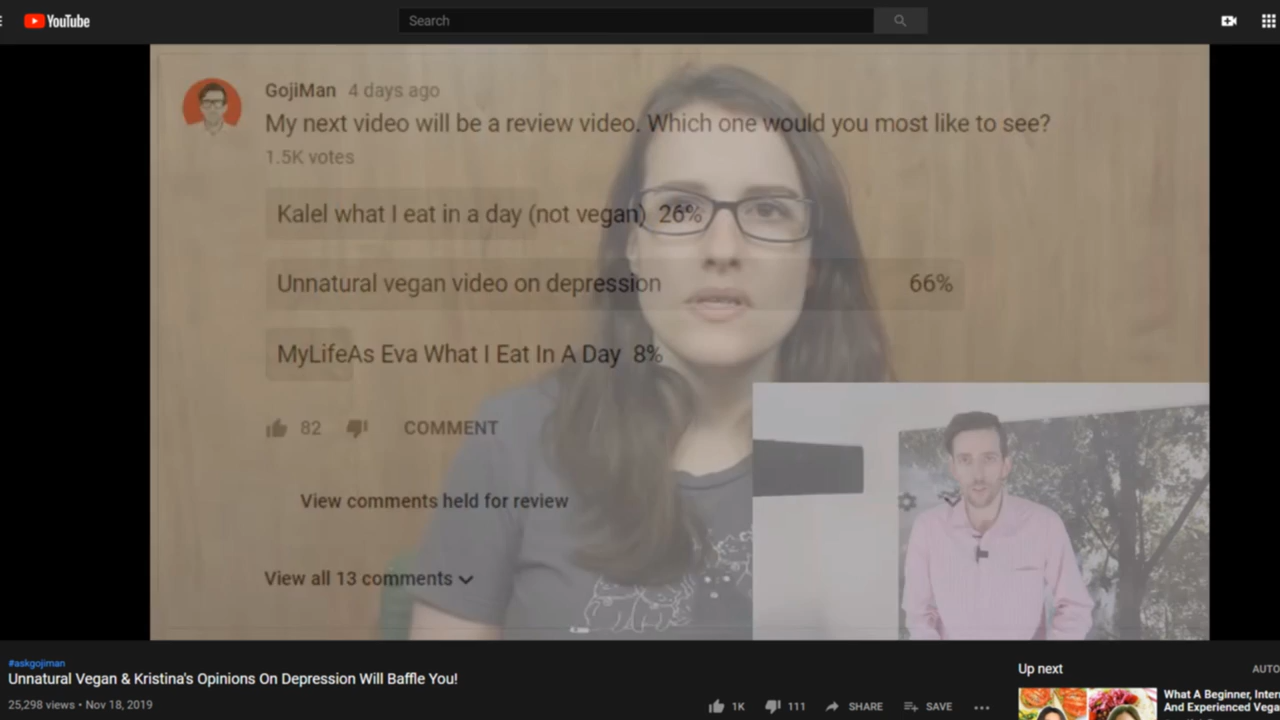 YouTube
Search
GojiMan 4 days ago
My next video will be a review video. Which one would you most like to see?
1.5K votes
Kalel what I eat in a day (not vegan) 26%
Unnatural vegan video on depression 66%
MyLifeAs Eva What I Eat In A Day 8%
82 COMMENT
View comments held for review
View all 13 comments
#askgojiman
Unnatural Vegan & Kristina's Opinions On Depression Will Baffle You!
25,298 views • Nov 18, 2019
1K 111 SHARE SAVE
Up next AUTO
What A Beginner, Inten
And Experienced Vega